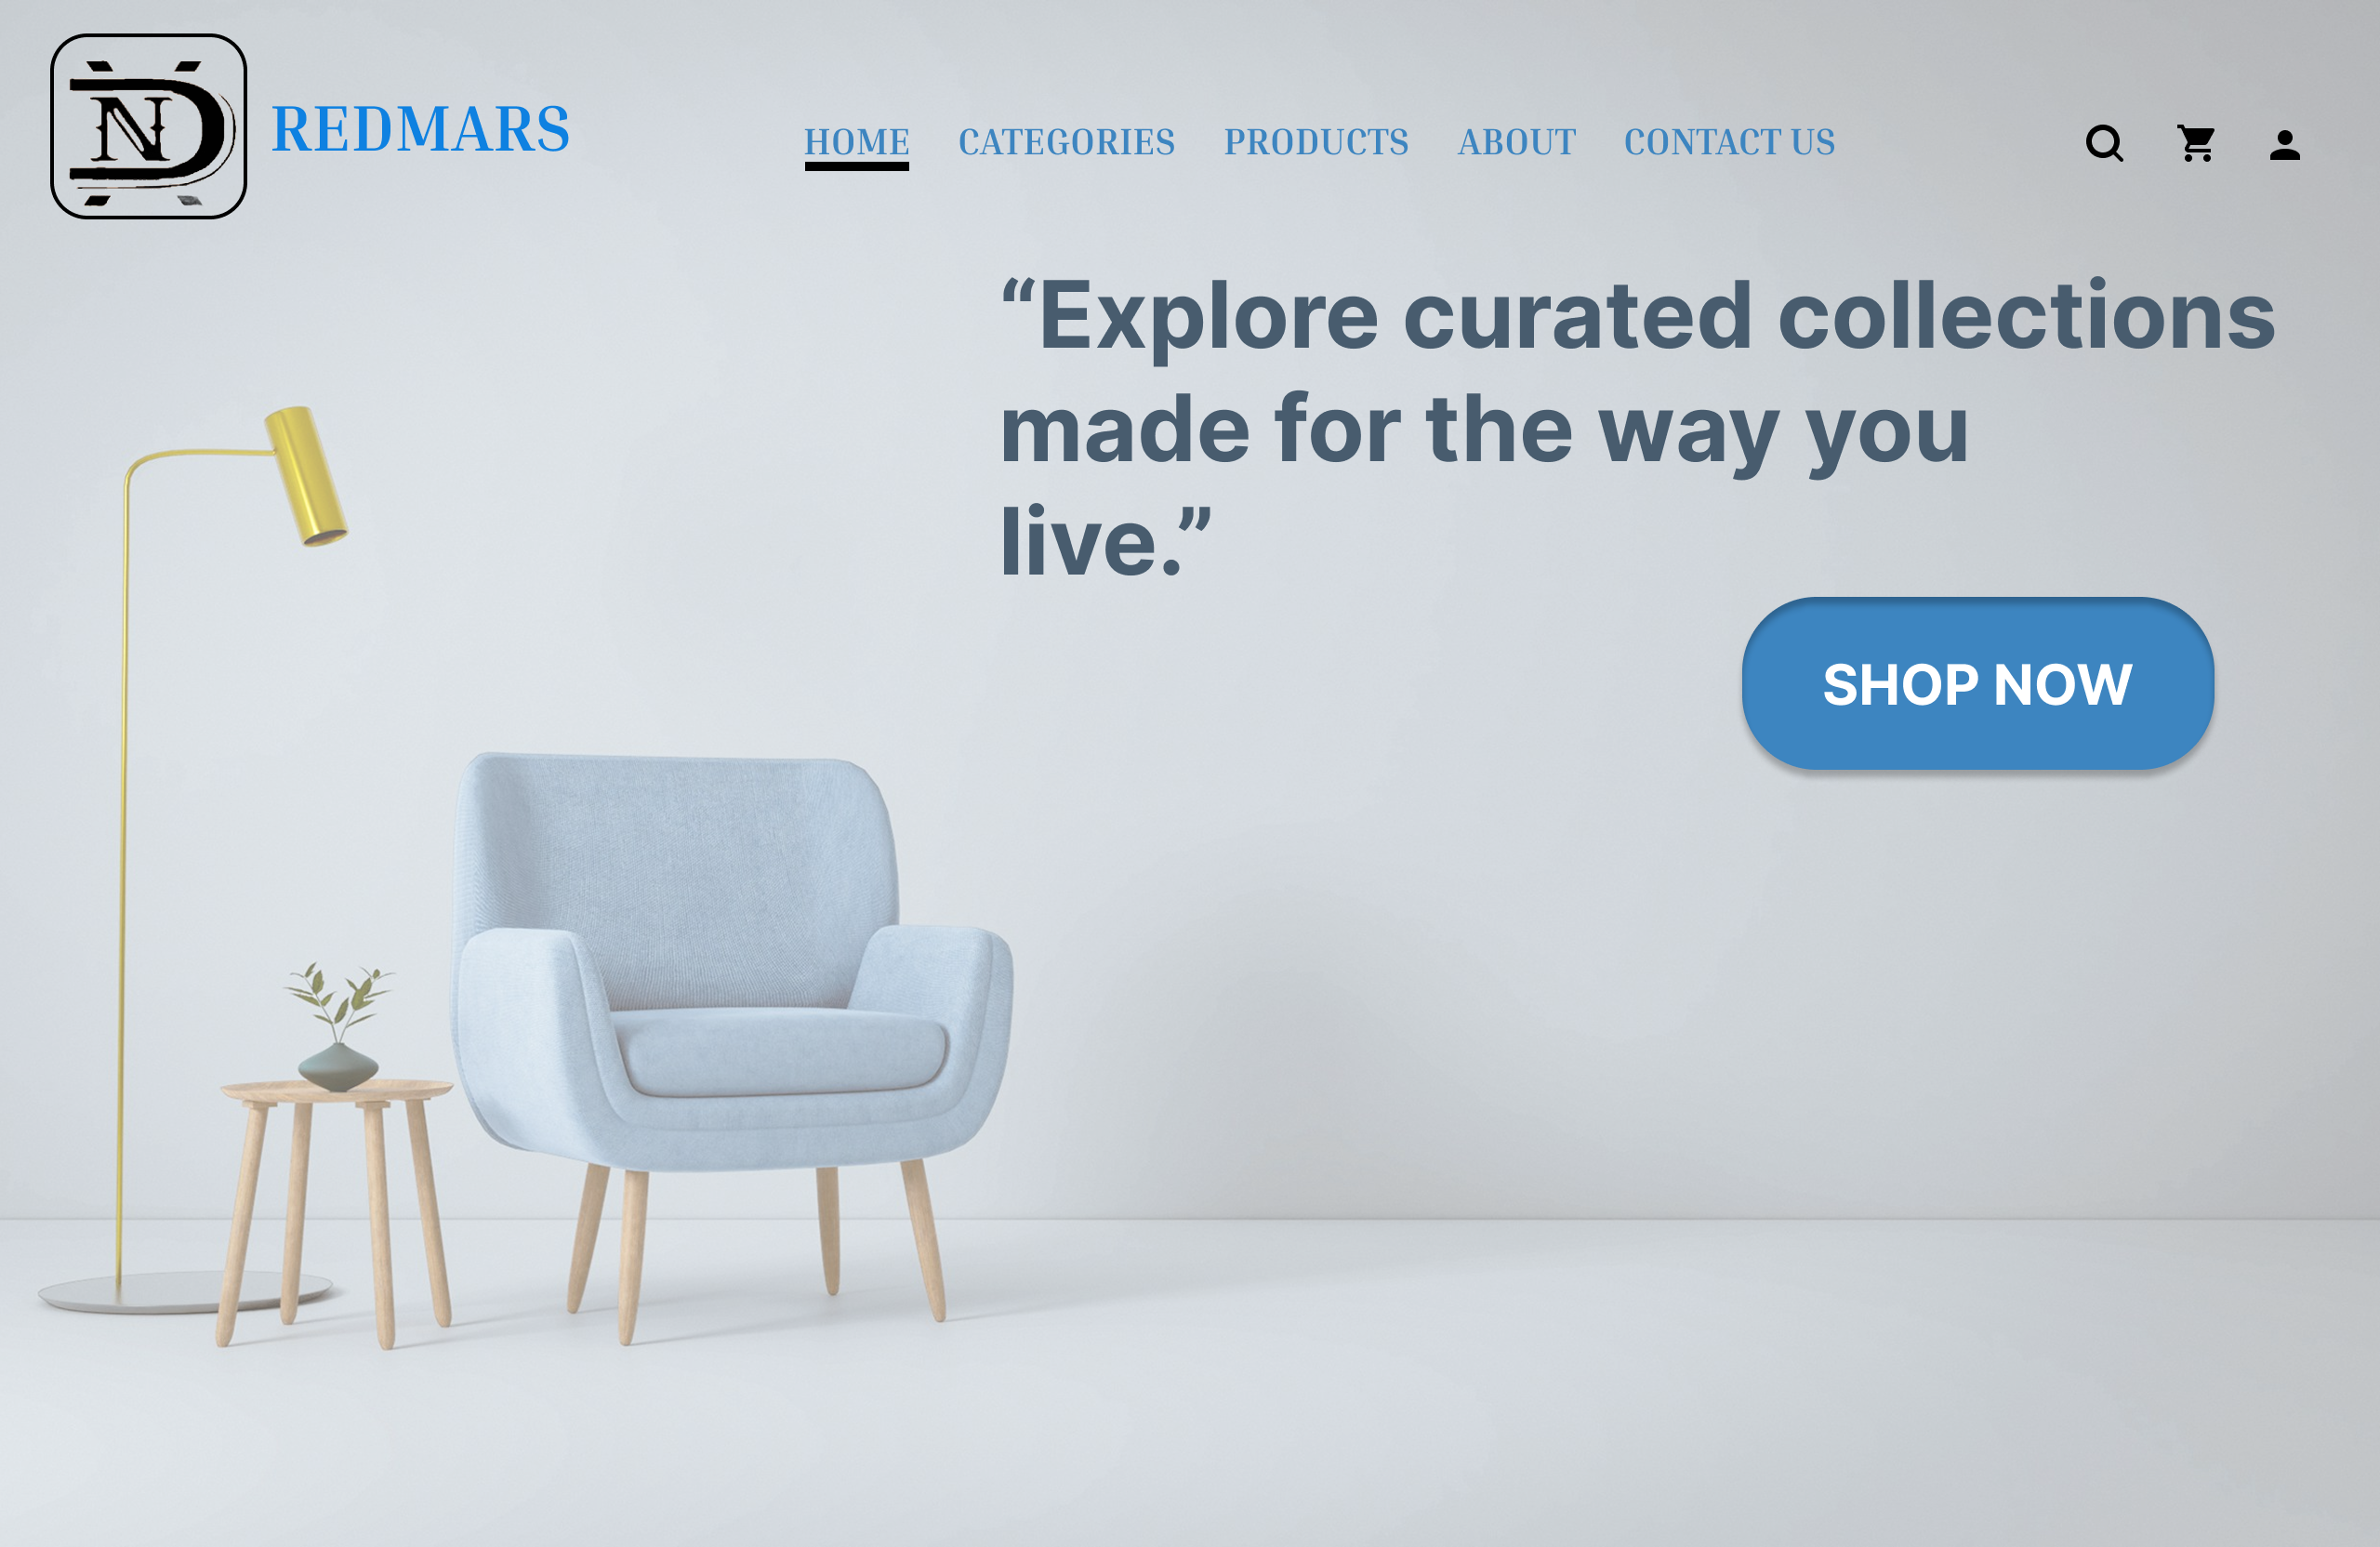 ND
REDMARS
HOME CATEGORIES PRODUCTS ABOUT CONTACT US
“Explore curated collections
made for the way you
live.”
SHOP NOW